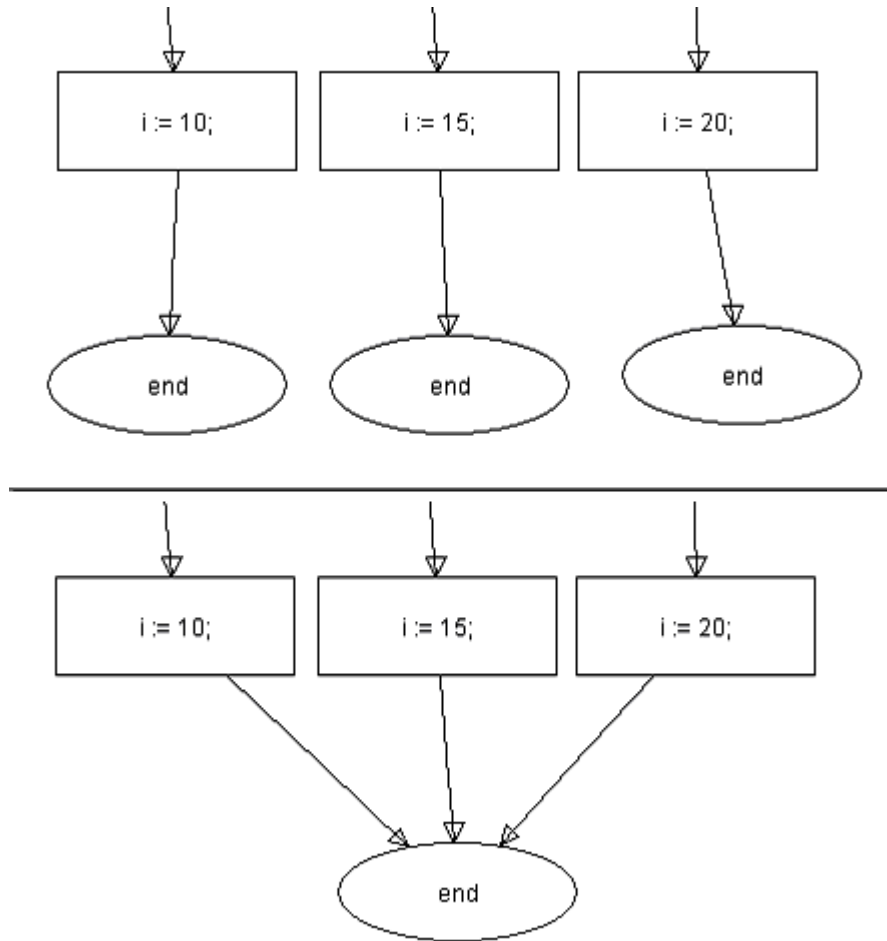 i := 10;
i := 15;
i := 20;
end
end
end
i := 10;
i := 15;
i := 20;
end